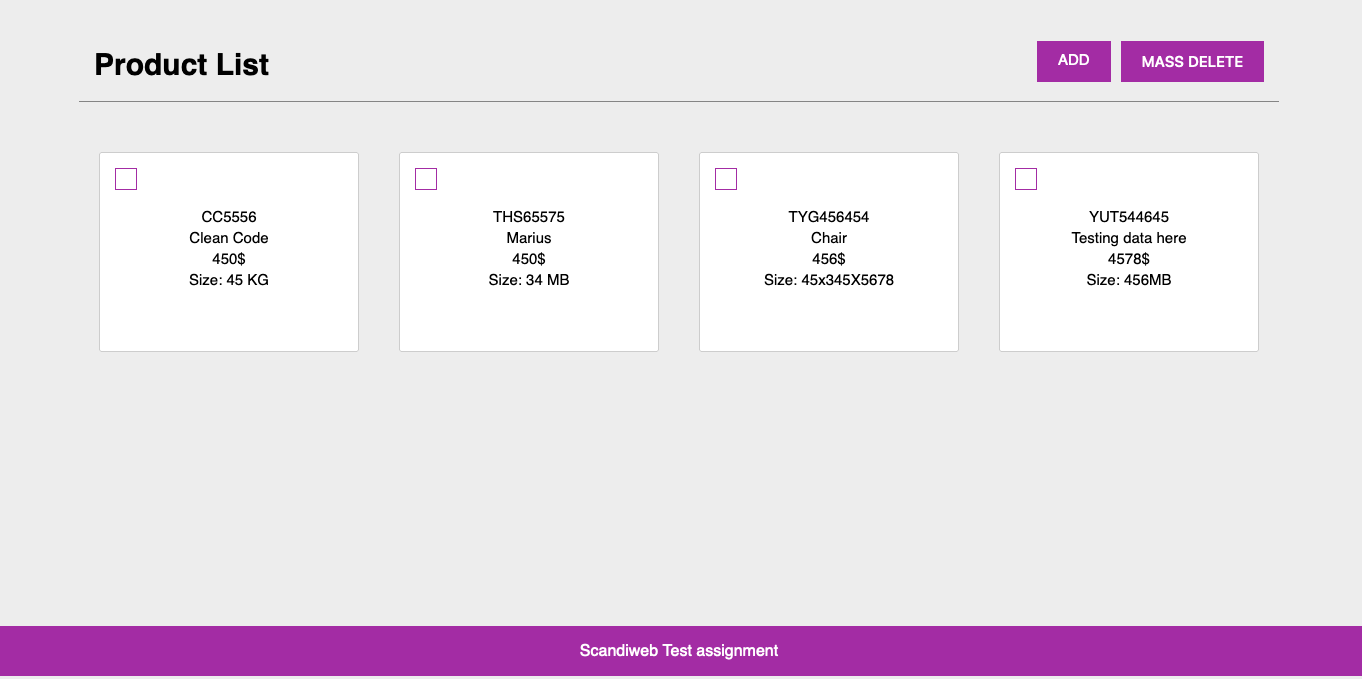 Product List
ADD
MASS DELETE
CC5556
Clean Code
450$
Size: 45 KG
THS65575
Marius
450$
Size: 34 MB
TYG456454
Chair
456$
Size: 45x345X5678
YUT544645
Testing data here
4578$
Size: 456MB
Scandiweb Test assignment